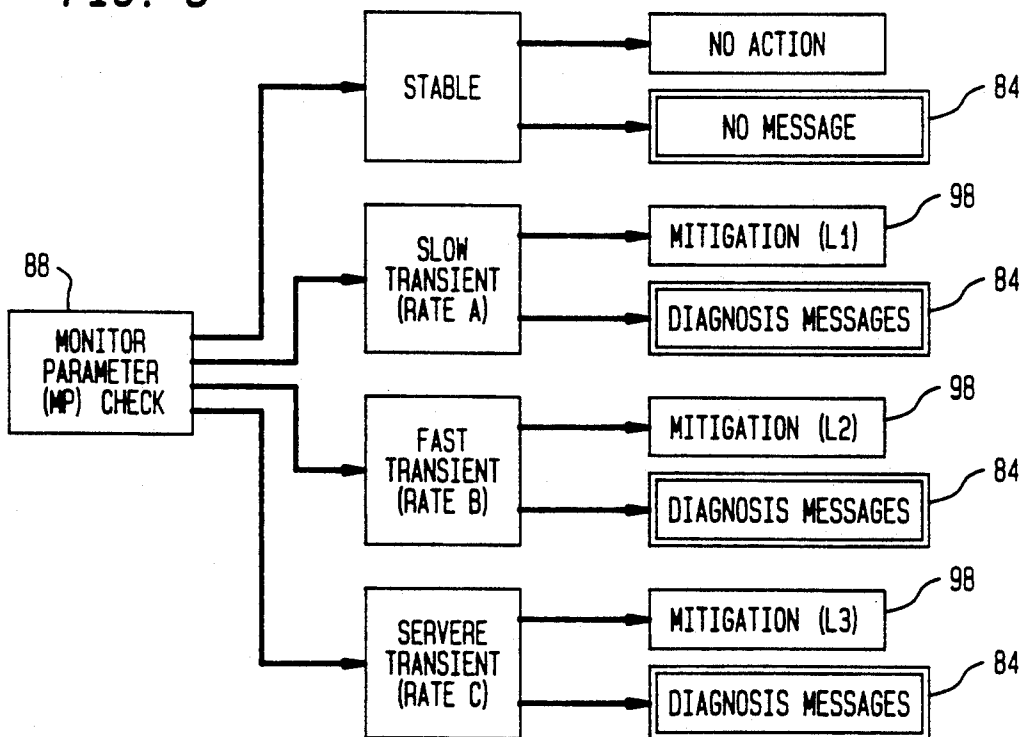 STABLE
NO ACTION
NO MESSAGE
84
SLOW
TRANSIENT
(RATE A)
MITIGATION (L1)
98
DIAGNOSIS MESSAGES
84
88
MONITOR
PARAMETER
(MP) CHECK
FAST
TRANSIENT
(RATE B)
MITIGATION (L2)
98
DIAGNOSIS MESSAGES
84
SERVERE
TRANSIENT
(RATE C)
MITIGATION (L3)
98
DIAGNOSIS MESSAGES
84